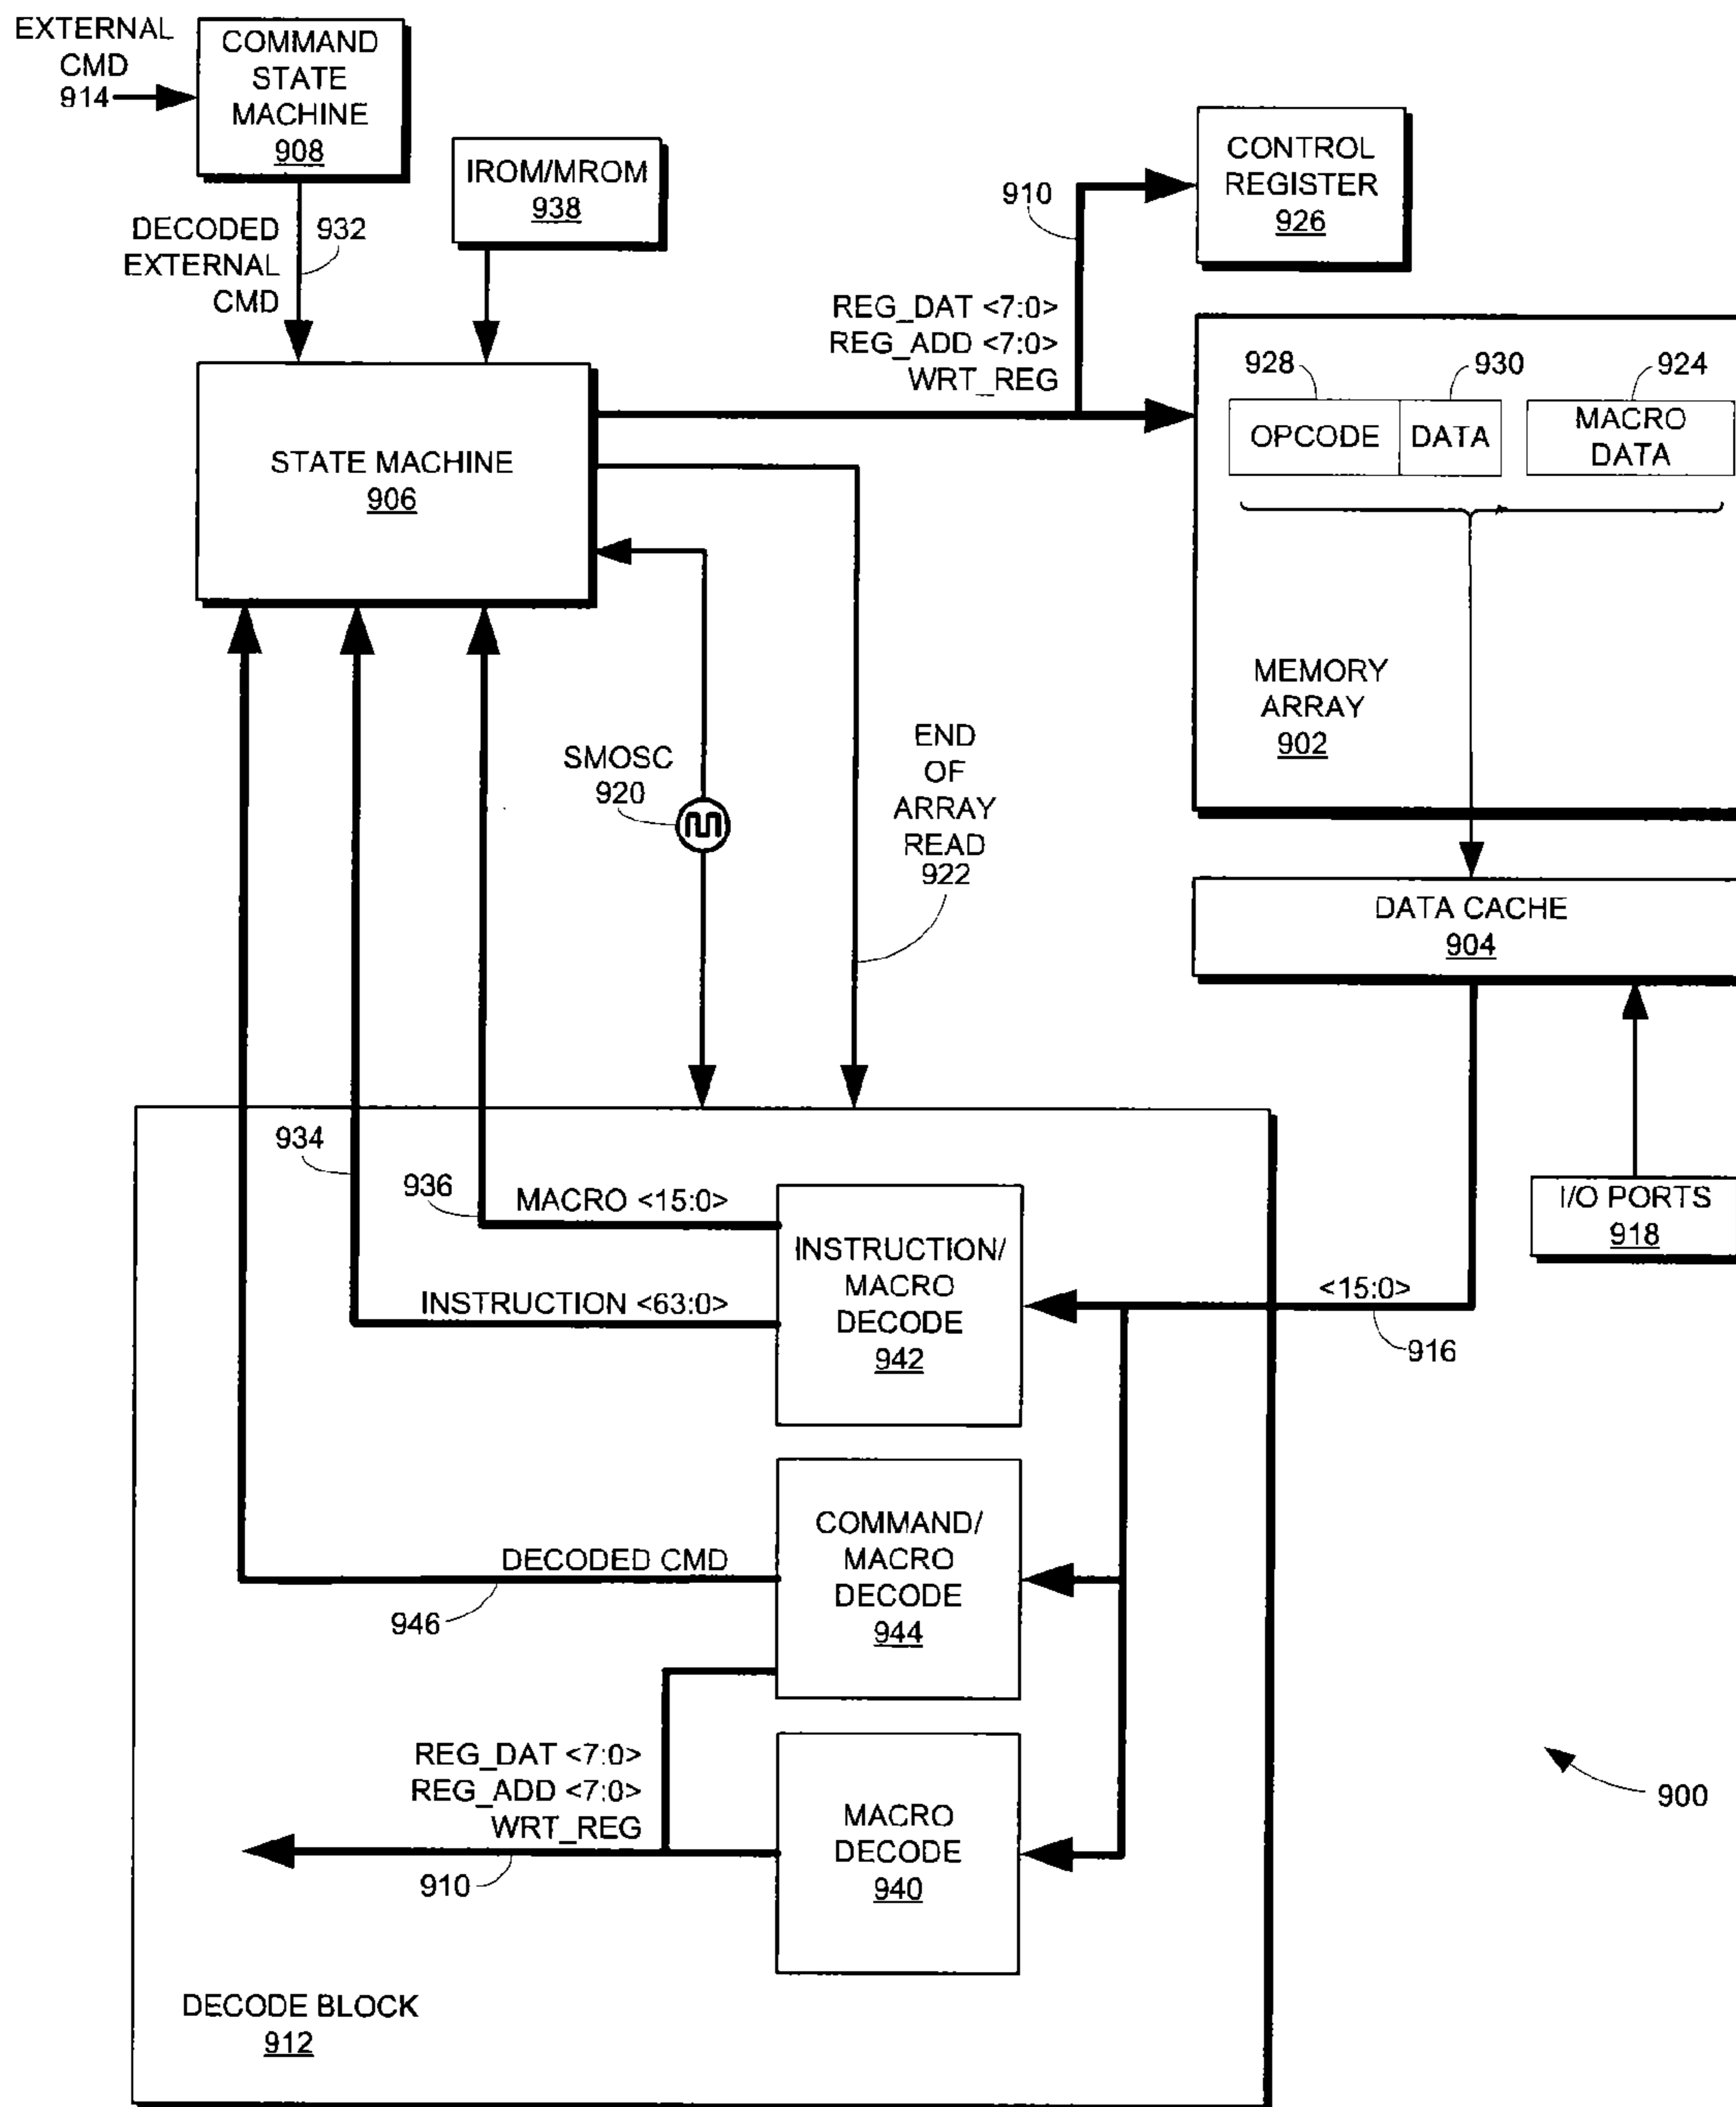 EXTERNAL
CMD
914
COMMAND
STATE
MACHINE
908
IROM/MROM
938
DECODED
EXTERNAL
CMD
932
910
CONTROL
REGISTER
926
REG_DAT <7:0>
REG_ADD <7:0>
WRT_REG
STATE MACHINE
906
928
930
924
OPCODE
DATA
MACRO
DATA
MEMORY
ARRAY
902
SMOSC
920
END
OF
ARRAY
READ
922
DATA CACHE
904
I/O PORTS
918
934
936
MACRO <15:0>
INSTRUCTION <63:0>
INSTRUCTION/
MACRO
DECODE
942
<15:0>
916
DECODED CMD
946
COMMAND/
MACRO
DECODE
944
REG_DAT <7:0>
REG_ADD <7:0>
WRT_REG
910
MACRO
DECODE
940
900
DECODE BLOCK
912